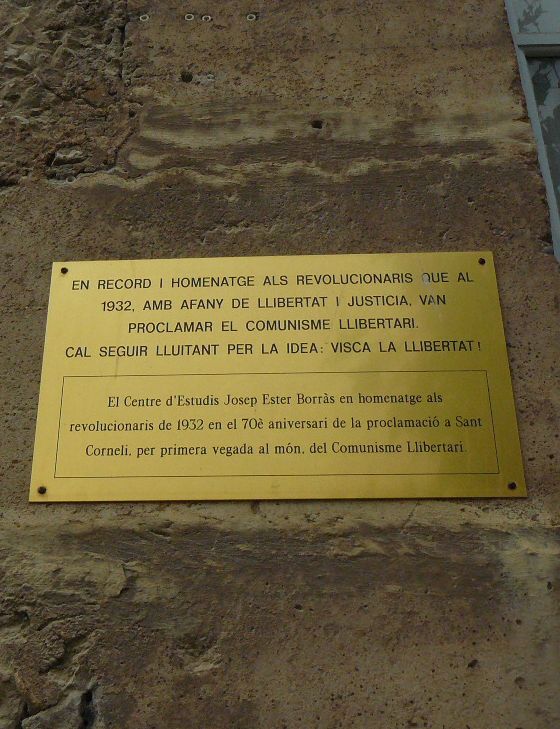 EN RECORD I HOMENATGE ALS REVOLUCIONARIS QUE AL
1932, AMB AFANY DE LLIBERTAT I JUSTICIA, VAN
PROCLAMAR EL COMUNISME LLIBERTARI.
CAL SEGUIR LLUITANT PER LA IDEA: VISCA LA LLIBERTAT!
El Centre d'Estudis Josep Ester Borràs en homenatge als
revolucionaris de 1932 en el 70è aniversari de la proclamació a Sant
Corneli, per primera vegada al món, del Comunisme Llibertari.